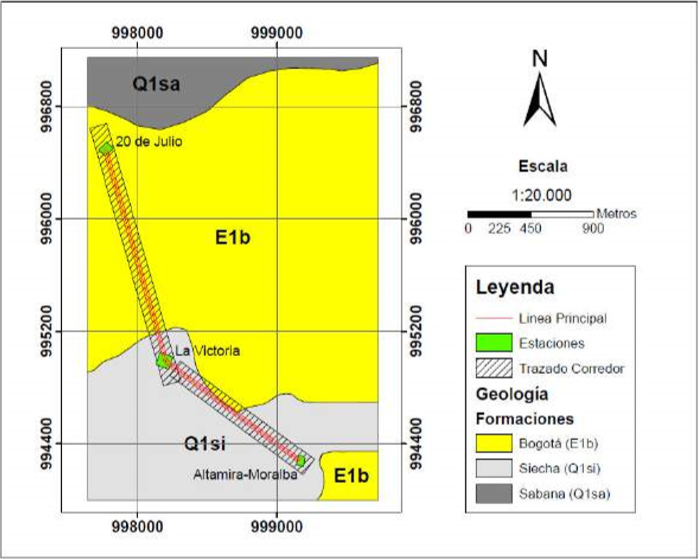 998000 999000
Q1sa
996800
996800
20 de Julio
996000
996000
E1b
995200
995200
La Victoria
994400
994400
Q1si
Altamira-Moralba
E1b
998000 999000
N
Escala
1:20.000
Metros
0 225 450 900
Leyenda
Linea Principal
Estaciones
Trazado Corredor
Geología
Formaciones
Bogotá (E1b)
Siecha (Q1si)
Sabana (Q1sa)